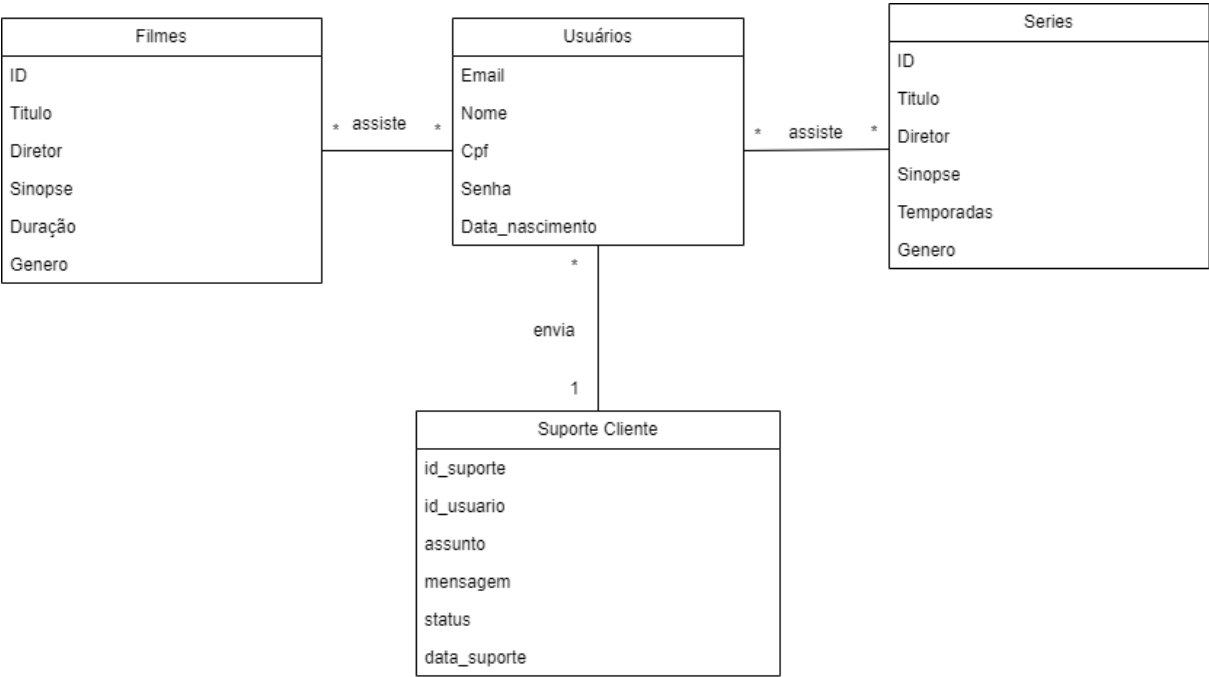 Filmes
ID
Titulo
Diretor
Sinopse
Duração
Genero
* assiste *
Usuários
Email
Nome
Cpf
Senha
Data_nascimento
* assiste *
Series
ID
Titulo
Diretor
Sinopse
Temporadas
Genero
*
envia
1
Suporte Cliente
id_suporte
id_usuario
assunto
mensagem
status
data_suporte